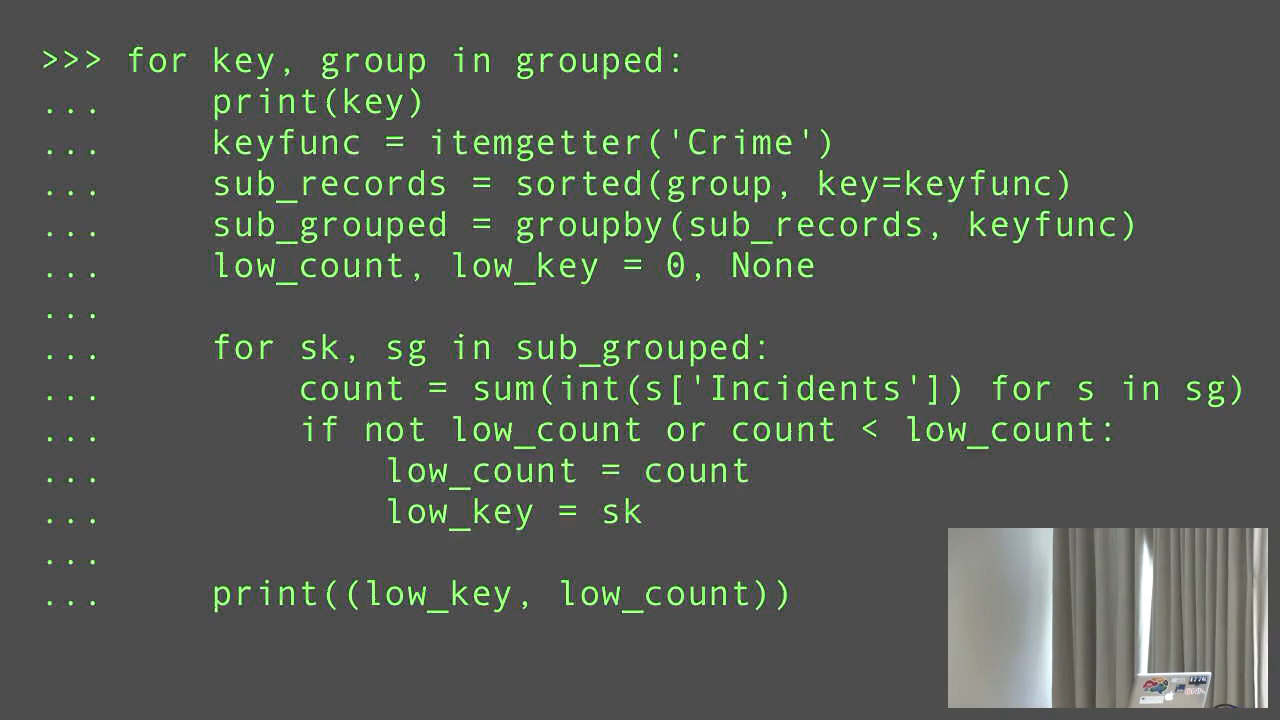 >>> for key, group in grouped:
...     print(key)
...     keyfunc = itemgetter('Crime')
...     sub_records = sorted(group, key=keyfunc)
...     sub_grouped = groupby(sub_records, keyfunc)
...     low_count, low_key = 0, None
...
...     for sk, sg in sub_grouped:
...         count = sum(int(s['Incidents']) for s in sg)
...         if not low_count or count < low_count:
...             low_count = count
...             low_key = sk
...
...     print((low_key, low_count))